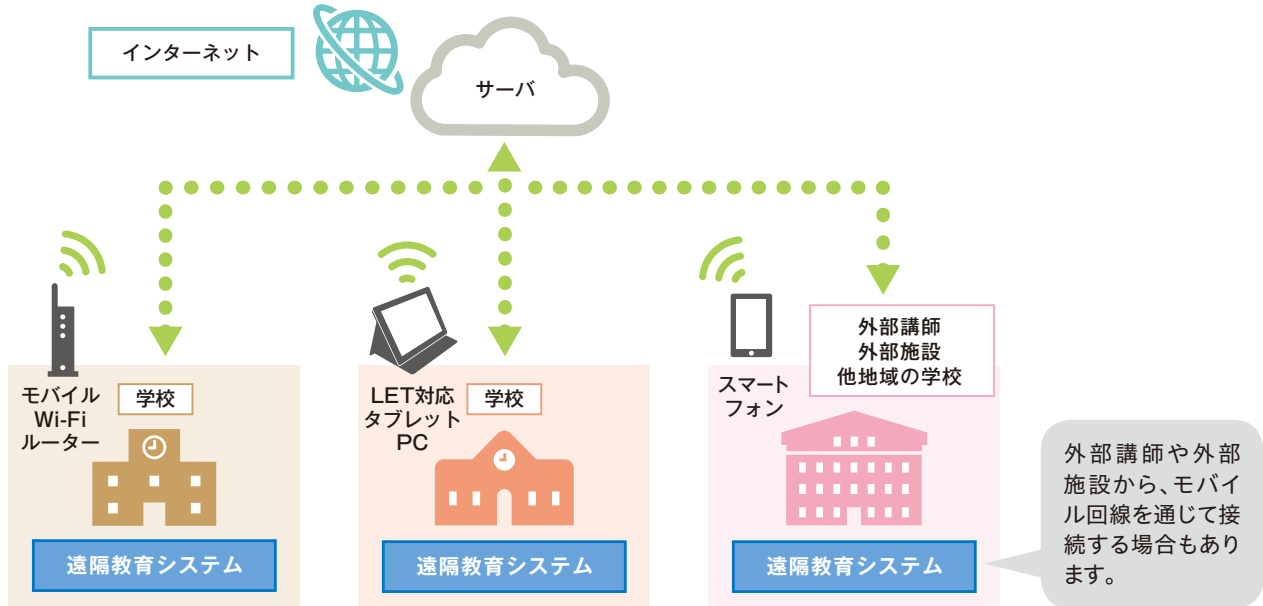 インターネット
サーバ
モバイル
Wi-Fi
ルーター
学校
LET対応
タブレット
PC
学校
スマート
フォン
外部講師
外部施設
他地域の学校
遠隔教育システム
遠隔教育システム
遠隔教育システム
外部講師や外部
施設から、モバイ
ル回線を通じて接
続する場合もあり
ます。